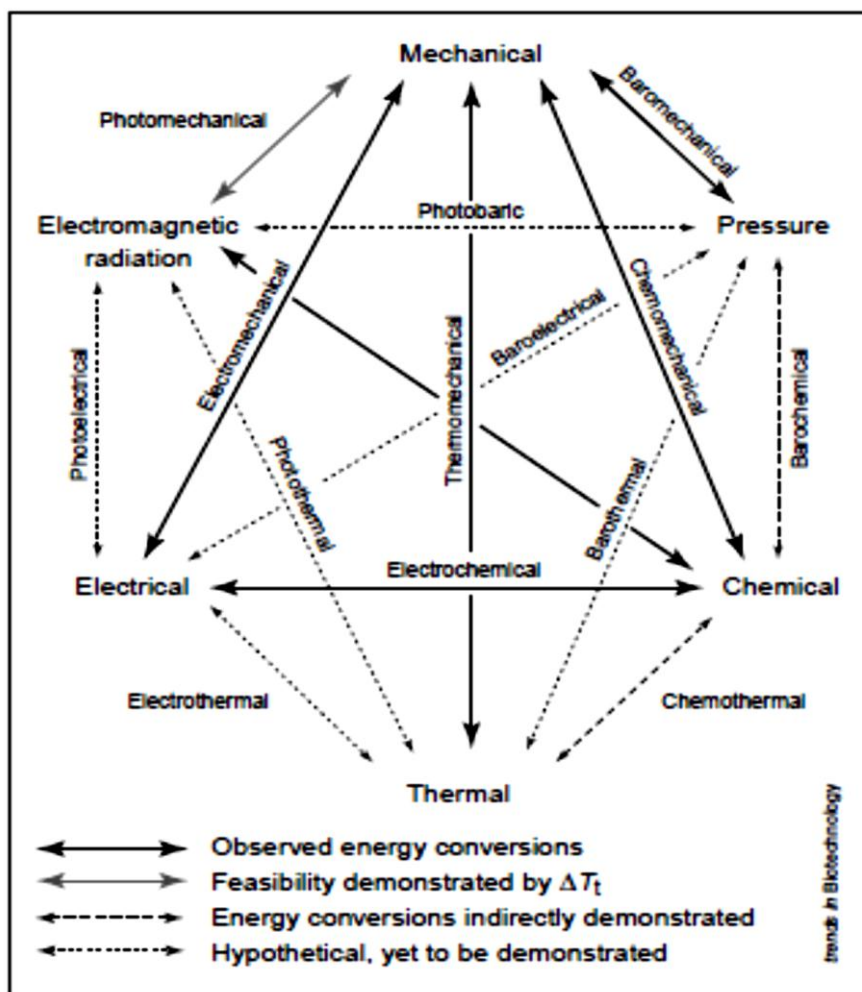 Mechanical
Photomechanical
Baromechanical
Electromagnetic
radiation
Photobaric
Pressure
Electromechanical
Thermomechanical
Baroelectrical
Chemomechanical
Photoelectrical
Photothermal
Barothermal
Barochemical
Electrical
Electrochemical
Chemical
Electrothermal
Chemothermal
Thermal
Observed energy conversions
Feasibility demonstrated by ΔTt
Energy conversions indirectly demonstrated
Hypothetical, yet to be demonstrated
trends in Biotechnology